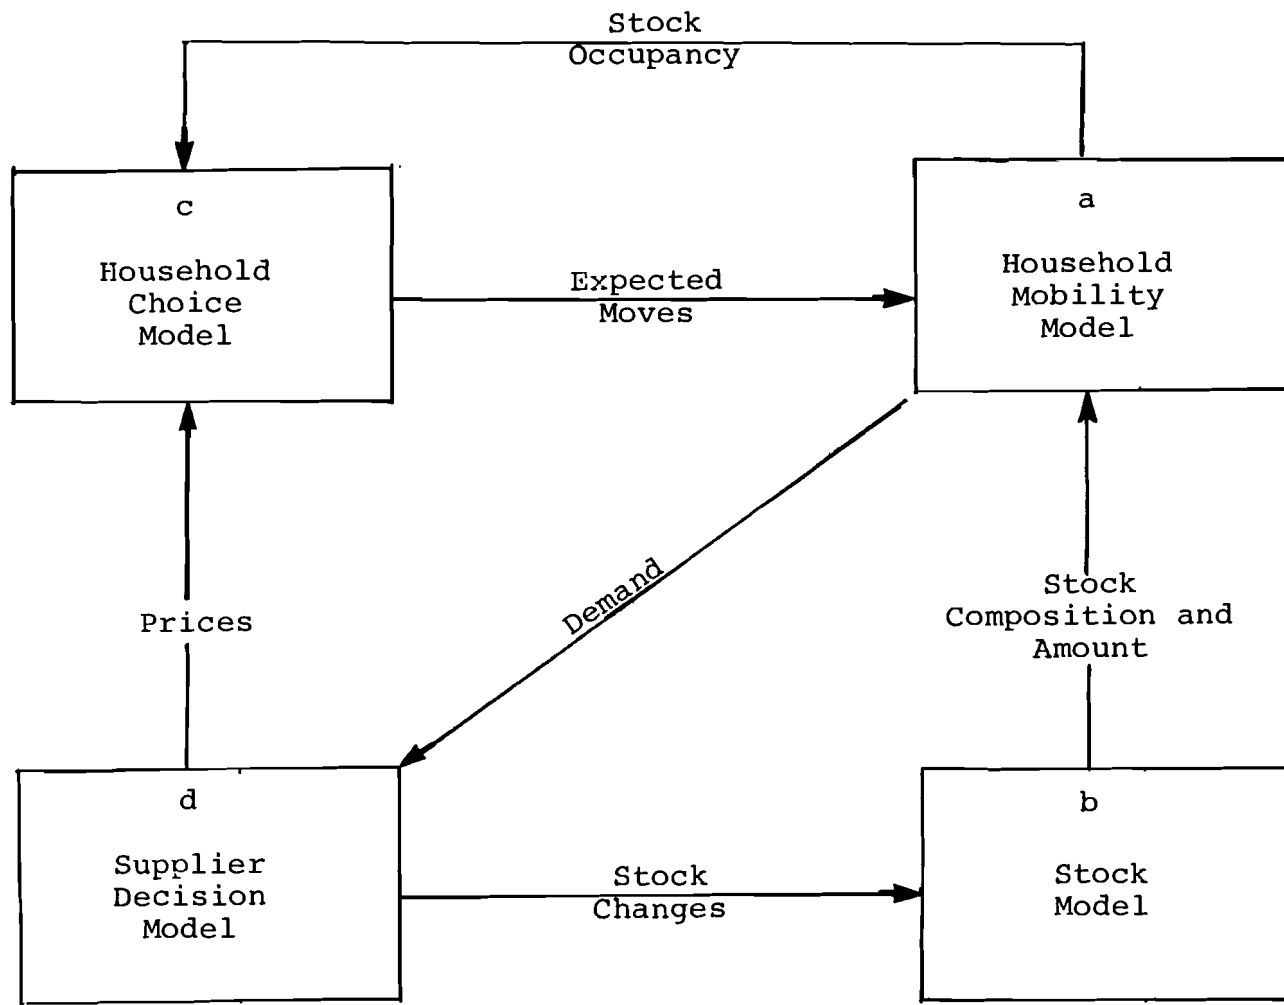 Stock
Occupancy
c
Household
Choice
Model
Expected
Moves
a
Household
Mobility
Model
Prices
Demand
Stock
Composition and
Amount
d
Supplier
Decision
Model
Stock
Changes
b
Stock
Model